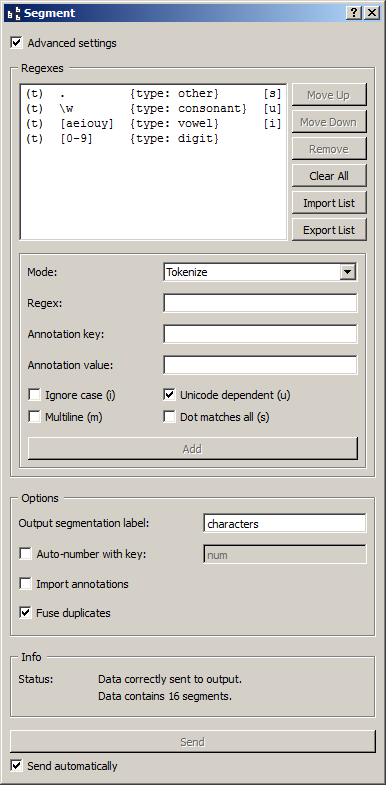 Segment
Advanced settings
Regexes
(t) . {type: other} [s]
(t) \w {type: consonant} [u]
(t) [aeiouy] {type: vowel} [i]
(t) [0-9] {type: digit}
Move Up
Move Down
Remove
Clear All
Import List
Export List
Mode: Tokenize
Regex:
Annotation key:
Annotation value:
Ignore case (i) Unicode dependent (u)
Multiline (m) Dot matches all (s)
Add
Options
Output segmentation label: characters
Auto-number with key: num
Import annotations
Fuse duplicates
Info
Status: Data correctly sent to output.
Data contains 16 segments.
Send
Send automatically